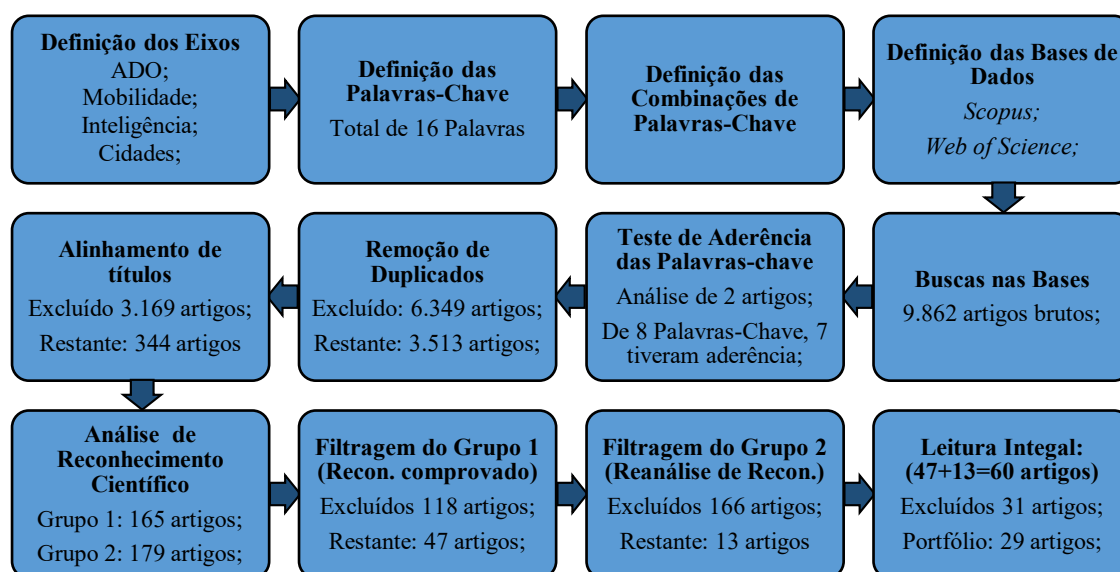 Definição dos Eixos
ADO;
Mobilidade;
Inteligência;
Cidades;
Definição das
Palavras-Chave
Total de 16 Palavras
Definição das
Combinações de
Palavras-Chave
Definição das Bases de
Dados
Scopus;
Web of Science;
Buscas nas Bases
9.862 artigos brutos;
Teste de Aderência
das Palavras-chave
Análise de 2 artigos;
De 8 Palavras-Chave, 7
tiveram aderência;
Remoção de
Duplicados
Excluído: 6.349 artigos;
Restante: 3.513 artigos;
Alinhamento de
títulos
Excluído 3.169 artigos;
Restante: 344 artigos
Análise de
Reconhecimento
Científico
Grupo 1: 165 artigos;
Grupo 2: 179 artigos;
Filtragem do Grupo 1
(Recon. comprovado)
Excluídos 118 artigos;
Restante: 47 artigos;
Filtragem do Grupo 2
(Reanálise de Recon.)
Excluídos 166 artigos;
Restante: 13 artigos
Leitura Integal:
(47+13=60 artigos)
Excluídos 31 artigos;
Portfólio: 29 artigos;